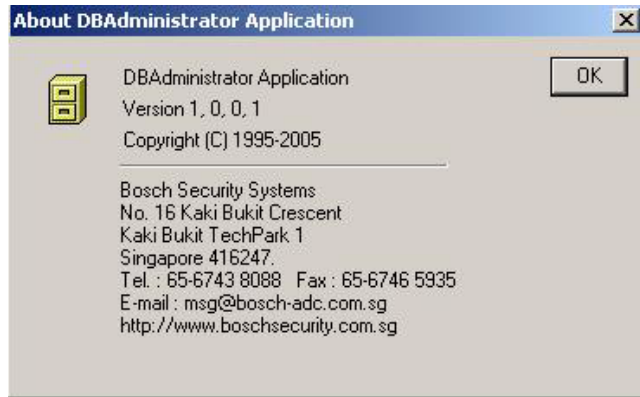 About DBAdministrator Application
DBAdministrator Application
OK
Version 1, 0, 0, 1
Copyright (C) 1995-2005
Bosch Security Systems
No. 16 Kaki Bukit Crescent
Kaki Bukit TechPark 1
Singapore 416247.
Tel. : 65-6743 8088 Fax : 65-6746 5935
E-mail : msg@bosch-adc.com.sg
http://www.boschsecurity.com.sg